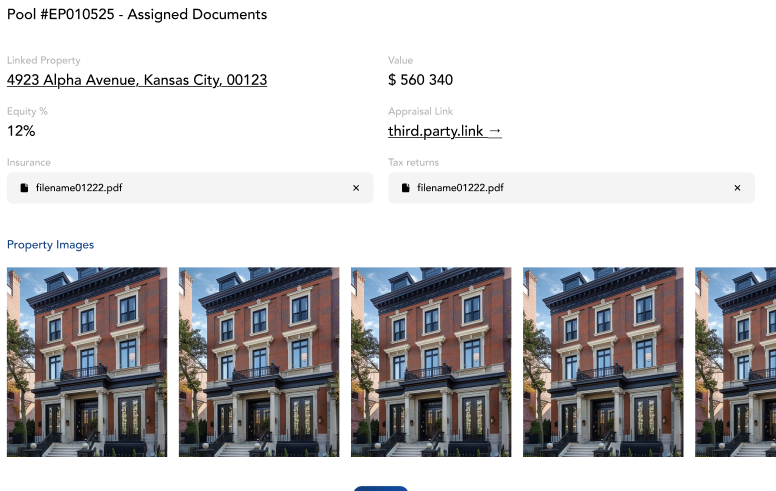 Pool #EP010525 - Assigned Documents
Linked Property
4923 Alpha Avenue, Kansas City, 00123
Value
$ 560 340
Equity %
12%
Appraisal Link
third.party.link →
Insurance
filename01222.pdf
Tax returns
filename01222.pdf
Property Images